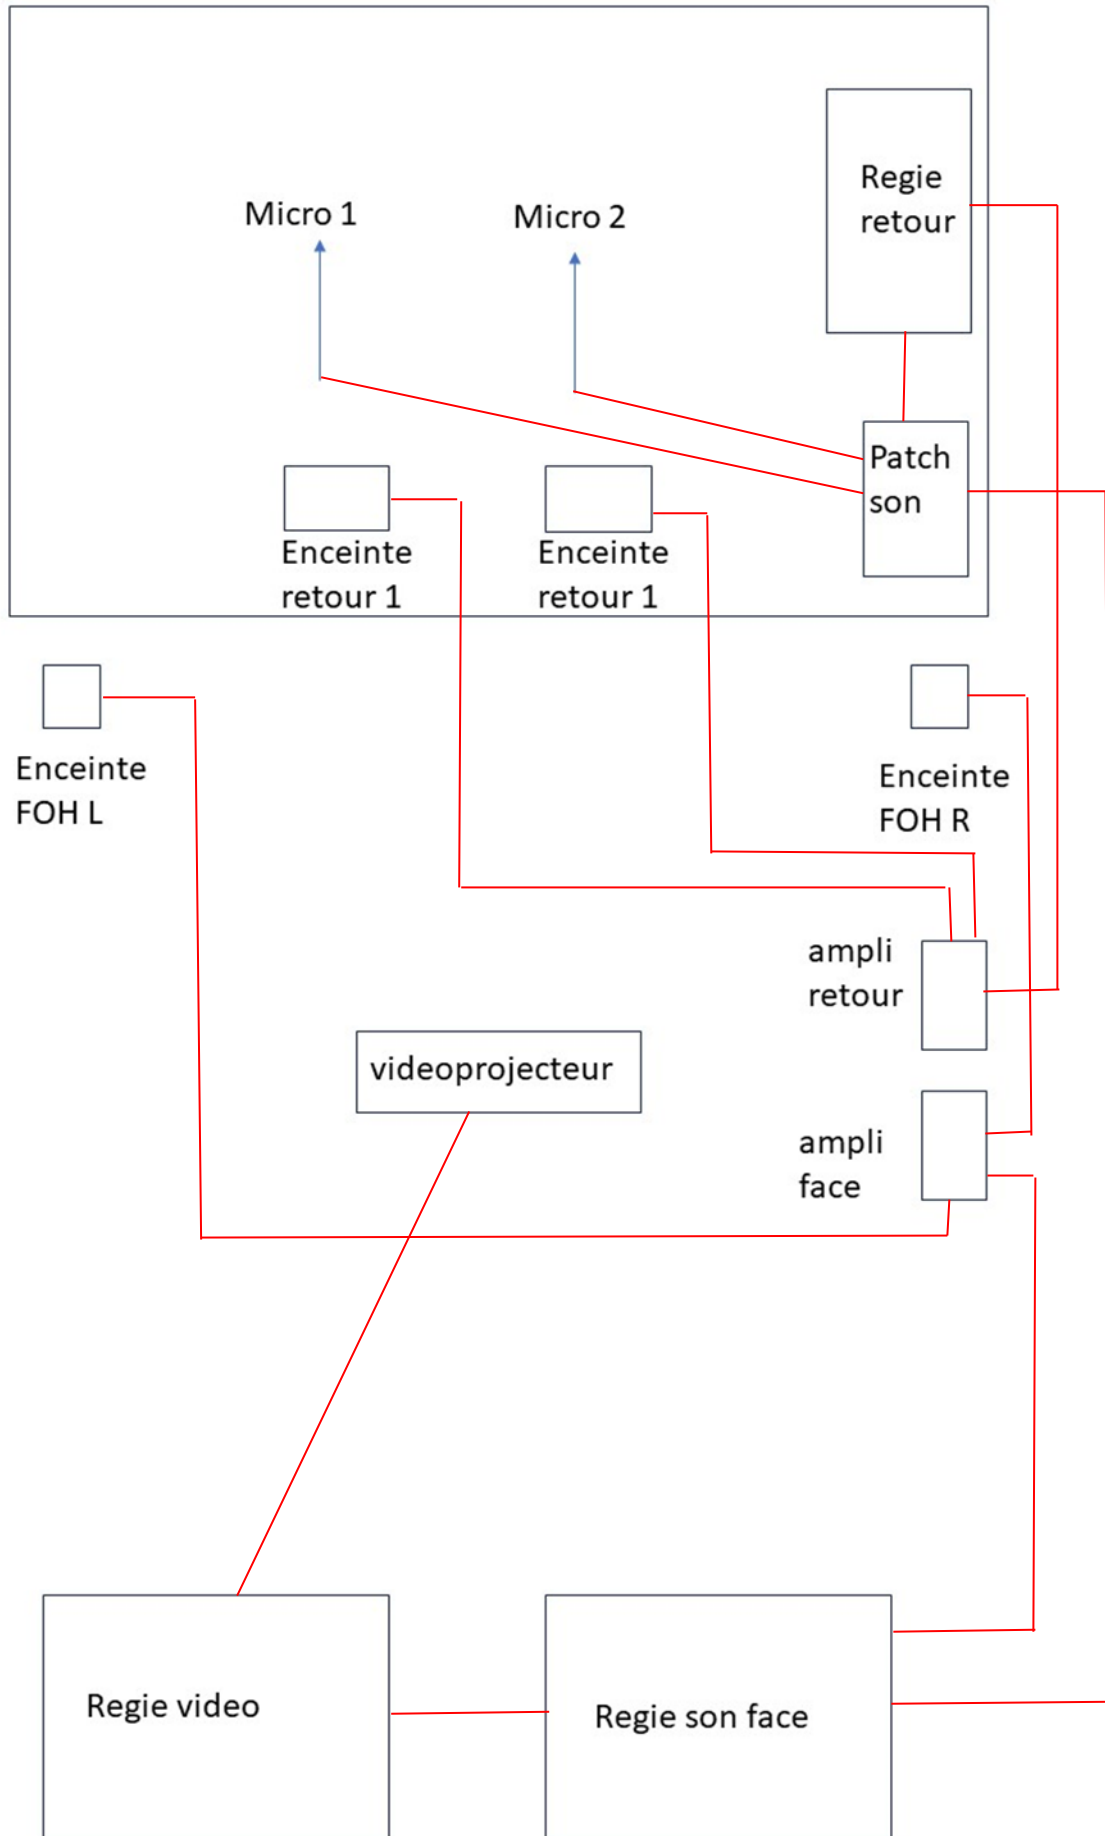 Regie
retour
Micro 1
Micro 2
Patch
son
Enceinte
retour 1
Enceinte
retour 1
Enceinte
FOH L
Enceinte
FOH R
ampli
retour
videoprojecteur
ampli
face
Regie video
Regie son face